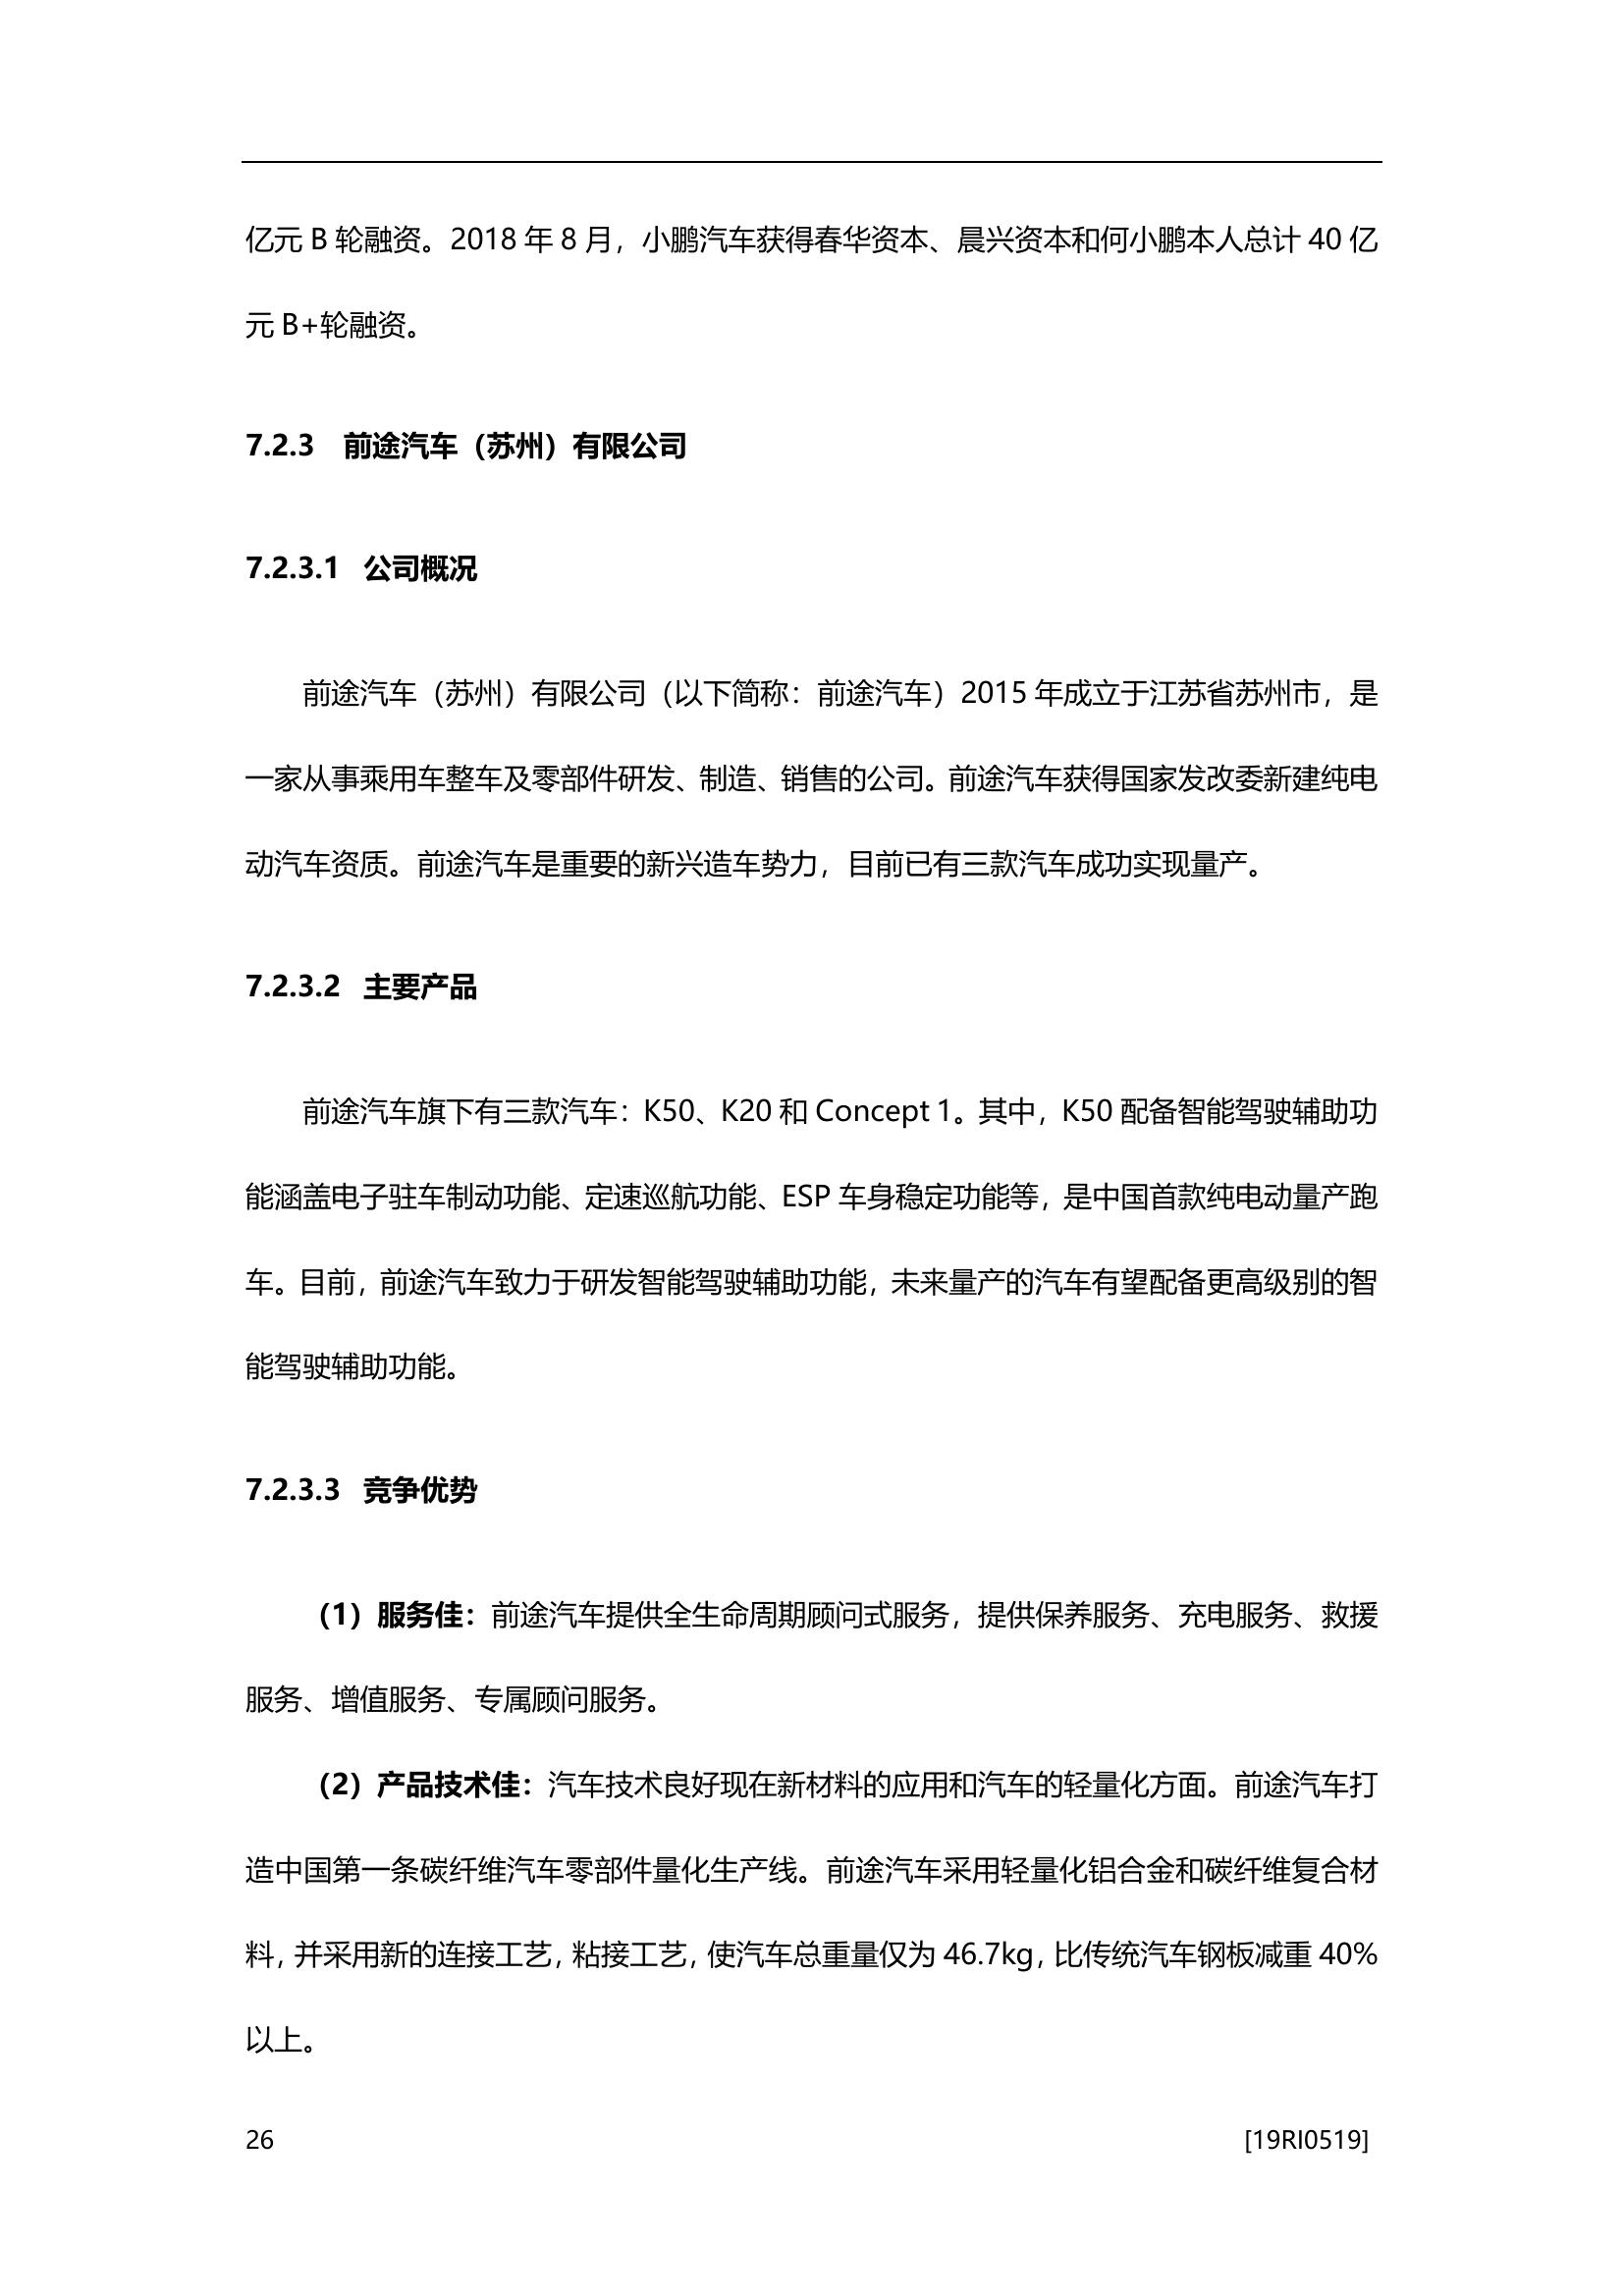 亿元 B 轮融资。2018 年 8 月，小鹏汽车获得春华资本、晨兴资本和何小鹏本人总计 40 亿
元 B+轮融资。
7.2.3 前途汽车（苏州）有限公司
7.2.3.1 公司概况
前途汽车（苏州）有限公司（以下简称：前途汽车）2015 年成立于江苏省苏州市，是
一家从事乘用车整车及零部件研发、制造、销售的公司。前途汽车获得国家发改委新建纯电
动汽车资质。前途汽车是重要的新兴造车势力，目前已有三款汽车成功实现量产。
7.2.3.2 主要产品
前途汽车旗下有三款汽车：K50、K20 和 Concept 1。其中，K50 配备智能驾驶辅助功
能涵盖电子驻车制动功能、定速巡航功能、ESP 车身稳定功能等，是中国首款纯电动量产跑
车。目前，前途汽车致力于研发智能驾驶辅助功能，未来量产的汽车有望配备更高级别的智
能驾驶辅助功能。
7.2.3.3 竞争优势
（1）服务佳：前途汽车提供全生命周期顾问式服务，提供保养服务、充电服务、救援
服务、增值服务、专属顾问服务。
（2）产品技术佳：汽车技术良好现在新材料的应用和汽车的轻量化方面。前途汽车打
造中国第一条碳纤维汽车零部件量化生产线。前途汽车采用轻量化铝合金和碳纤维复合材
料，并采用新的连接工艺，粘接工艺，使汽车总重量仅为 46.7kg，比传统汽车钢板减重 40%
以上。
26 [19RI0519]